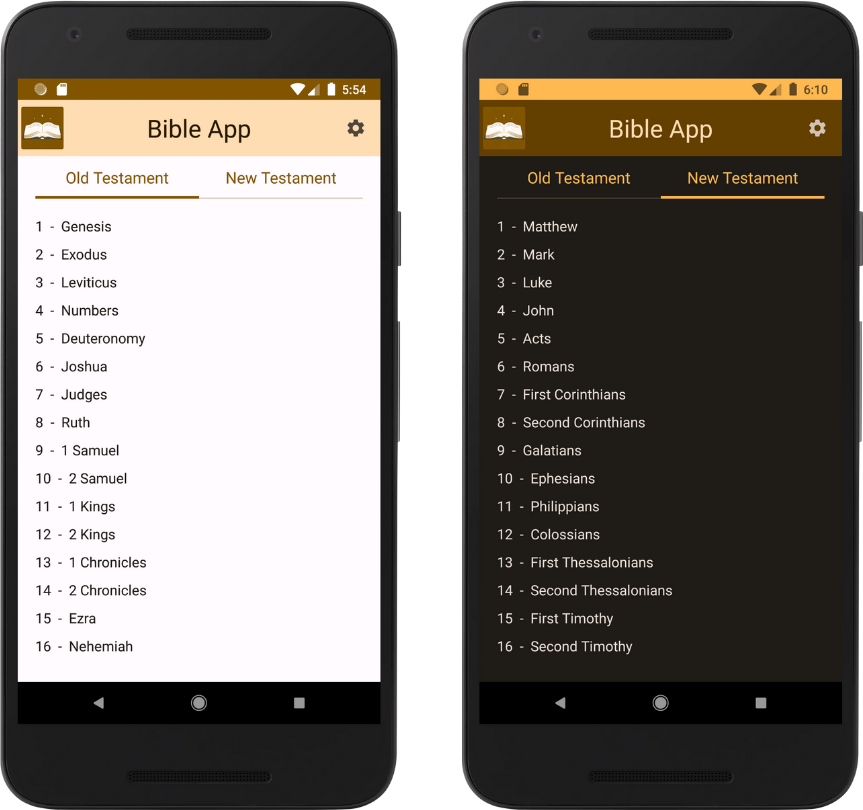 5:54
Bible App
Old Testament New Testament
1 - Genesis
2 - Exodus
3 - Leviticus
4 - Numbers
5 - Deuteronomy
6 - Joshua
7 - Judges
8 - Ruth
9 - 1 Samuel
10 - 2 Samuel
11 - 1 Kings
12 - 2 Kings
13 - 1 Chronicles
14 - 2 Chronicles
15 - Ezra
16 - Nehemiah
6:10
Bible App
Old Testament New Testament
1 - Matthew
2 - Mark
3 - Luke
4 - John
5 - Acts
6 - Romans
7 - First Corinthians
8 - Second Corinthians
9 - Galatians
10 - Ephesians
11 - Philippians
12 - Colossians
13 - First Thessalonians
14 - Second Thessalonians
15 - First Timothy
16 - Second Timothy